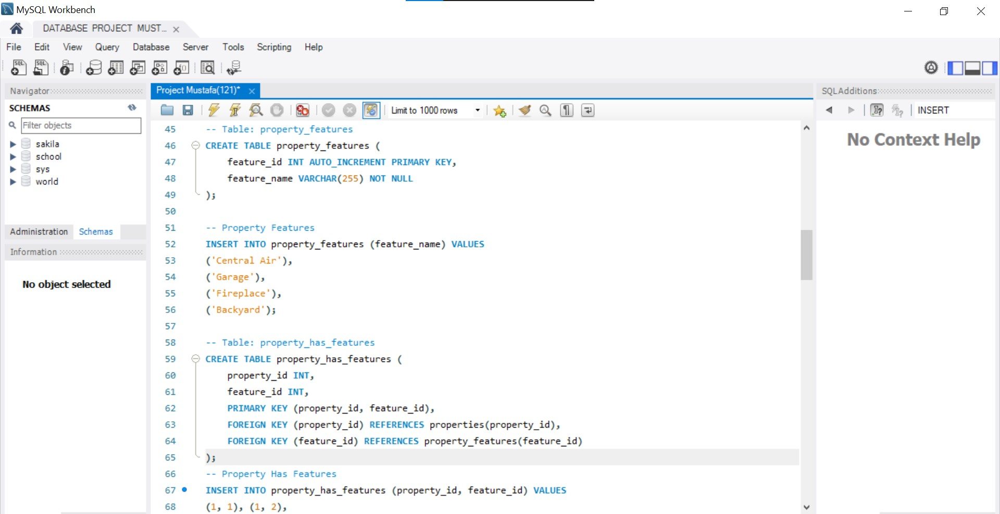 MySQL Workbench
DATABASE PROJECT MUST...
File Edit View Query Database Server Tools Scripting Help
Navigator
SCHEMAS
Filter objects
sakila
school
sys
world
Administration Schemas
Information
No object selected
Project Mustafa(121)*
Limit to 1000 rows
45 -- Table: property_features
46 CREATE TABLE property_features (
47 feature_id INT AUTO_INCREMENT PRIMARY KEY,
48 feature_name VARCHAR(255) NOT NULL
49 );
50
51 -- Property Features
52 INSERT INTO property_features (feature_name) VALUES
53 ('Central Air'),
54 ('Garage'),
55 ('Fireplace'),
56 ('Backyard');
57
58 -- Table: property_has_features
59 CREATE TABLE property_has_features (
60 property_id INT,
61 feature_id INT,
62 PRIMARY KEY (property_id, feature_id),
63 FOREIGN KEY (property_id) REFERENCES properties(property_id),
64 FOREIGN KEY (feature_id) REFERENCES property_features(feature_id)
65 );
66 -- Property Has Features
67 INSERT INTO property_has_features (property_id, feature_id) VALUES
68 (1, 1), (1, 2),
SQLAdditions
INSERT
No Context Help